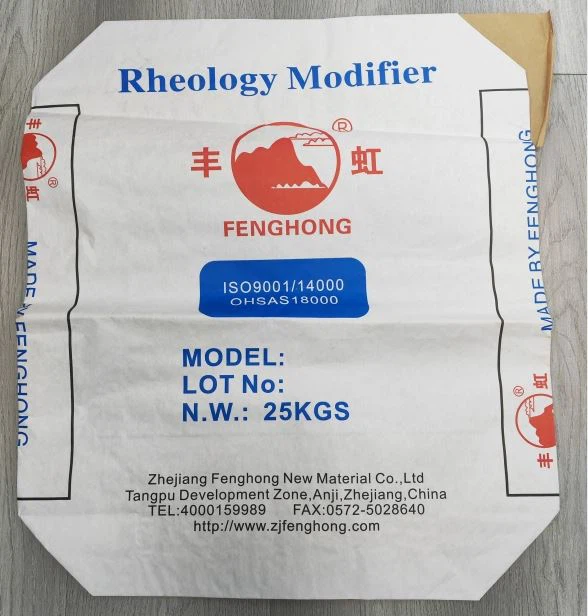 Rheology Modifier
丰 ® 虹
FENGHONG
ISO9001/14000
OHSAS18000
MODEL:
LOT No:
N.W.: 25KGS
Zhejiang Fenghong New Material Co.,Ltd
Tangpu Development Zone,Anji,Zhejiang,China
TEL:4000159989 FAX:0572-5028640
http://www.zjfenghong.com
丰 ® 虹
MADE
FENGHONG
MADE BY FENGHONG
丰 ® 虹